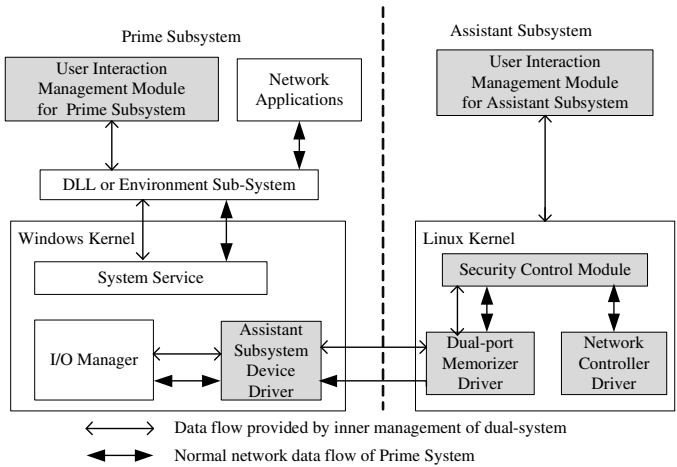 Prime Subsystem
Assistant Subsystem
User Interaction
Management Module
for Prime Subsystem
Network
Applications
User Interaction
Management Module
for Assistant Subsystem
DLL or Environment Sub-System
Windows Kernel
System Service
I/O Manager
Assistant
Subsystem
Device
Driver
Linux Kernel
Security Control Module
Dual-port
Memorizer
Driver
Network
Controller
Driver
Data flow provided by inner management of dual-system
Normal network data flow of Prime System